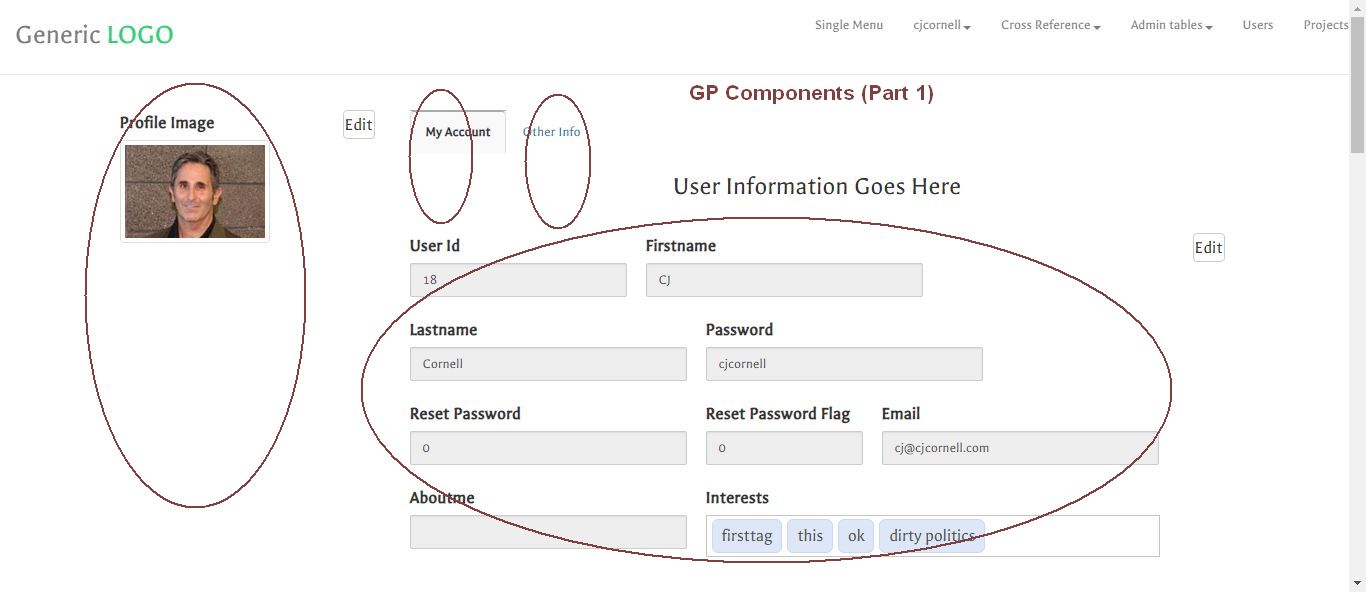 Generic LOGO
Single Menu cjcornell Cross Reference Admin tables Users Projects
GP Components (Part 1)
Profile Image Edit My Account Other Info
User Information Goes Here
User Id Firstname Edit
18 CJ
Lastname Password
Cornell cjcornell
Reset Password Reset Password Flag Email
0 0 cj@cjcornell.com
Aboutme Interests
firsttag this ok dirty politics